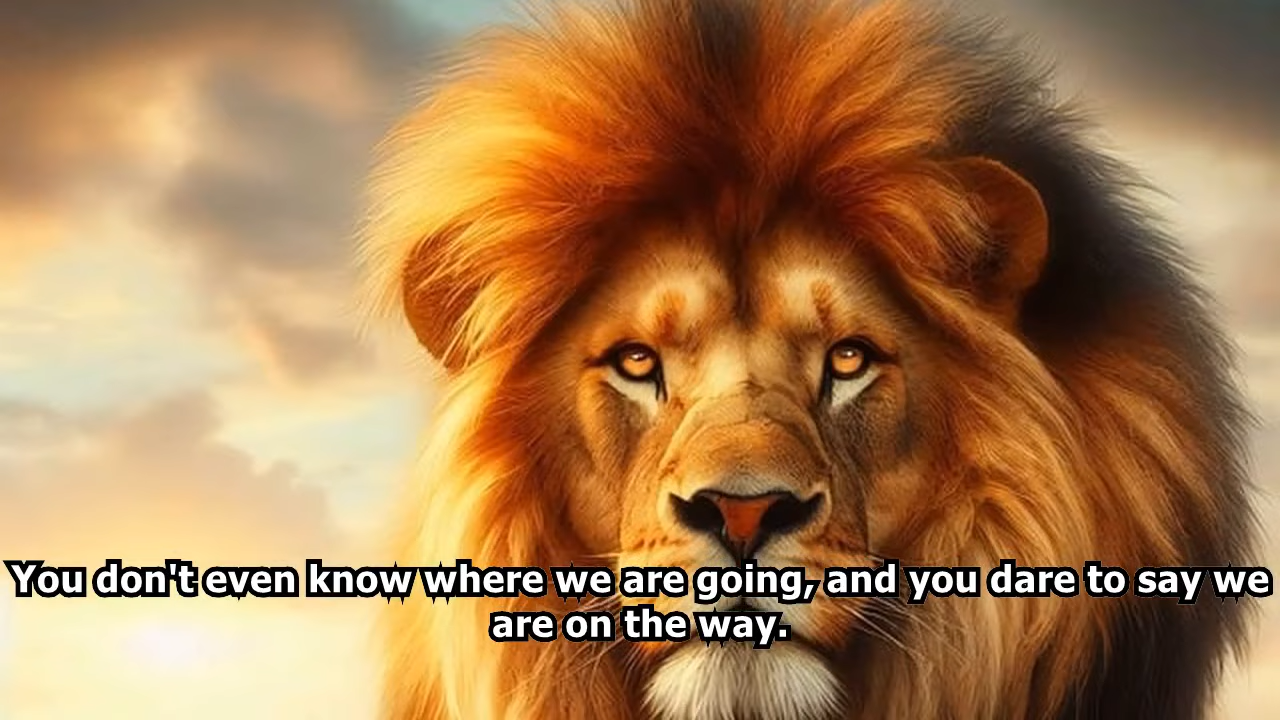 You don't even know where we are going, and you dare to say we
are on the way.